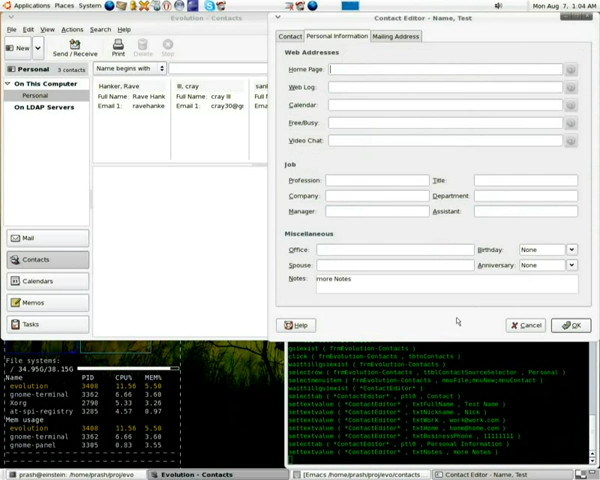 Applications Places System
Mon Aug 7, 1:04 AM
Evolution - Contacts
Contact Editor - Name, Test
File Edit View Actions Search Help
New
Send / Receive
Print
Delete
Stop
Personal 3 contacts
Name begins with
On This Computer
Personal
On LDAP Servers
Hanker, Rave
Full Name: Rave Hank
Email 1: ravehanke
III, cray
Full Name: cray III
Email 1: cray30@gr
sant
Full
Email
Mail
Contacts
Calendars
Memos
Tasks
Contact Personal Information Mailing Address
Web Addresses
Home Page:
Web Log:
Calendar:
Free/Busy:
Video Chat:
Job
Profession: Title:
Company: Department:
Manager: Assistant:
Miscellaneous
Office: Birthday: None
Spouse: Anniversary: None
Notes: more Notes
Help Cancel OK
File systems:
/ 34.95G/38.15G
Name PID CPU% MEM%
evolution 3408 11.56 5.50
gnome-terminal 3362 6.66 3.60
Xorg 2798 5.33 3.26
at-spi-registry 3285 4.57 0.97
Mem usage
evolution 3408 11.56 5.50
gnome-terminal 3362 6.66 3.60
gnome-panel 3105 0.83 3.55
guiexist ( frmEvolution-Contacts )
click ( frmEvolution-Contacts , tbtnContacts )
waittillguiexist ( frmEvolution-Contacts )
selectrow ( frmEvolution-Contacts , ttblContactSourceSelector , Personal )
selectmenuitem ( frmEvolution-Contacts , mnuFile;mnuNew;mnuContact )
waittillguiexist ( *ContactEditor* )
selecttab ( *ContactEditor* , ptl0 , Contact )
settextvalue ( *ContactEditor* , txtFullName , Test Name )
settextvalue ( *ContactEditor* , txtNickname , Nick )
settextvalue ( *ContactEditor* , txtWork , work@work.com )
settextvalue ( *ContactEditor* , txtHome , home@home.com )
settextvalue ( *ContactEditor* , txtBusinessPhone , 11111111 )
selecttab ( *ContactEditor* , ptl0 , Personal Information )
settextvalue ( *ContactEditor* , txtNotes , more Notes )
prash@einstein: /home/prash/proj/evo
Evolution - Contacts
[Emacs /home/prash/proj/evo/contacts
Contact Editor - Name, Test